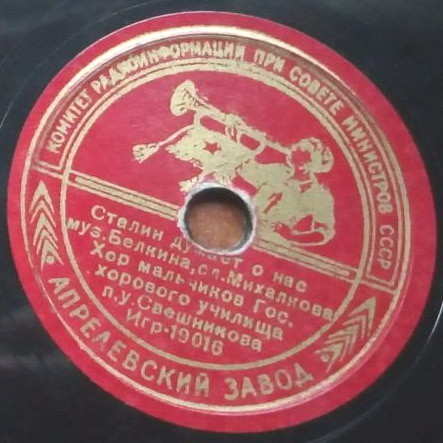 КОМИТЕТ РАДИОИНФОРМАЦИИ ПРИ СОВЕТЕ МИНИСТРОВ СССР
Сталин думает о нас
муз. Белкина, сл. Михалкова
Хор мальчиков Гос.
хорового училища
п.у. Свешникова
Игр-19016
АПРЕЛЕВСКИЙ ЗАВОД